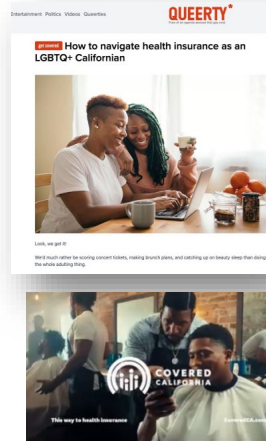 Entertainment Politics Videos Queerties
QUEERTY*
get covered How to navigate health insurance as an
LGBTQ+ Californian
Look, we get it!
We'd much rather be scoring concert tickets, making brunch plans, and catching up on beauty sleep then doing
the whole adulting thing.
COVERED
CALIFORNIA
This way to health insurance
CoveredCA.com